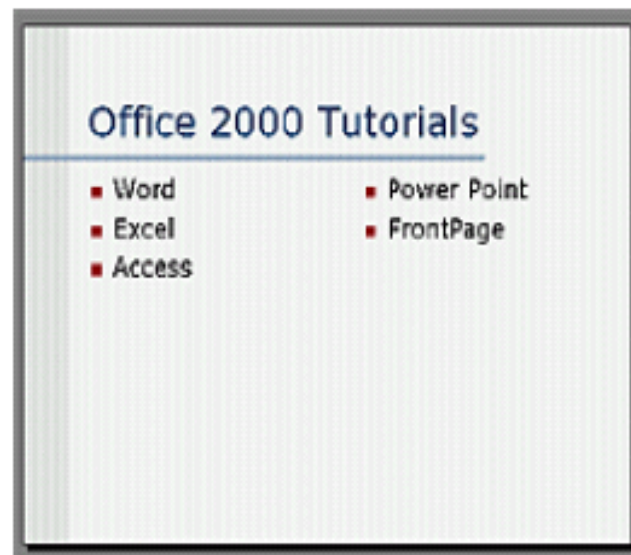 Office 2000 Tutorials
Word
Excel
Access
Power Point
FrontPage